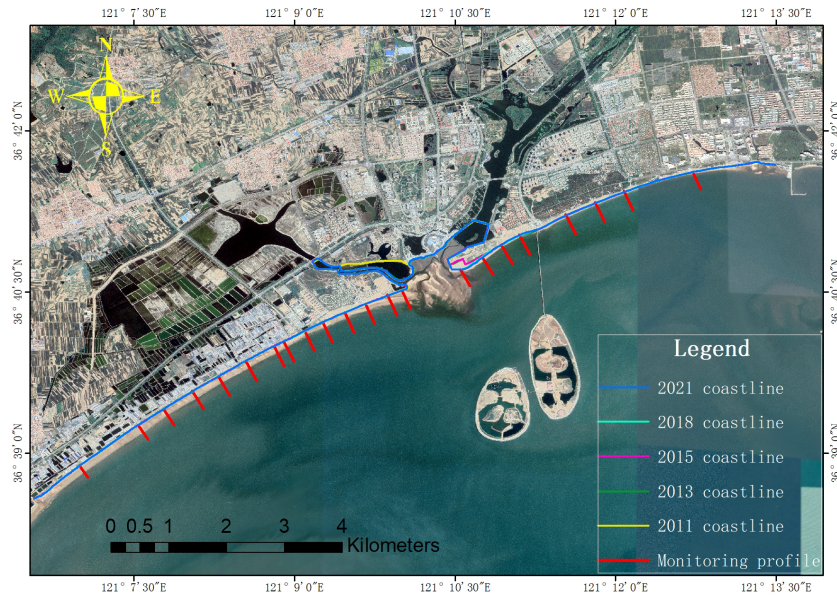 121° 7'30"E 121° 9'0"E 121° 10'30"E 121° 12'0"E 121° 13'30"E
N
W E
S
36° 42'0"N 36° 42'0"N
36° 40'30"N 36° 40'30"N
36° 39'0"N 36° 39'0"N
Legend
2021 coastline
2018 coastline
2015 coastline
2013 coastline
2011 coastline
Monitoring profile
0 0.5 1 2 3 4
Kilometers
121° 7'30"E 121° 9'0"E 121° 10'30"E 121° 12'0"E 121° 13'30"E